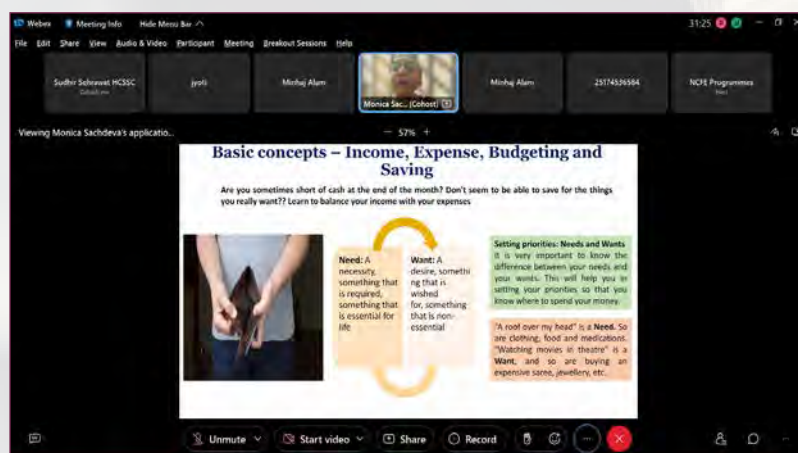 Webex Meeting Info Hide Menu Bar
31:25
File Edit Share View Audio & Video Participant Meeting Breakout Sessions Help
Sudhir Sehrawat HCSSC
jyoti
Minhaj Alam
Monica Sac... (Cohost)
Minhaj Alam
25174536584
NCFE Programmes
Viewing Monica Sachdeva's applicatio...
− 57% +
Basic concepts – Income, Expense, Budgeting and
Saving
Are you sometimes short of cash at the end of the month? Don't seem to be able to save for the things
you really want?? Learn to balance your income with your expenses
Need: A
necessity,
something that
is required,
something that
is essential for
life
Want: A
desire, somethi
ng that is
wished
for, something
that is non-
essential
Setting priorities: Needs and Wants
It is very important to know the
difference between your needs and
your wants. This will help you in
setting your priorities so that you
know where to spend your money.
"A roof over my head" is a Need. So
are clothing, food and medications.
"Watching movies in theatre" is a
Want, and so are buying an
expensive saree, jewellery, etc.
Unmute
Start video
Share
Record